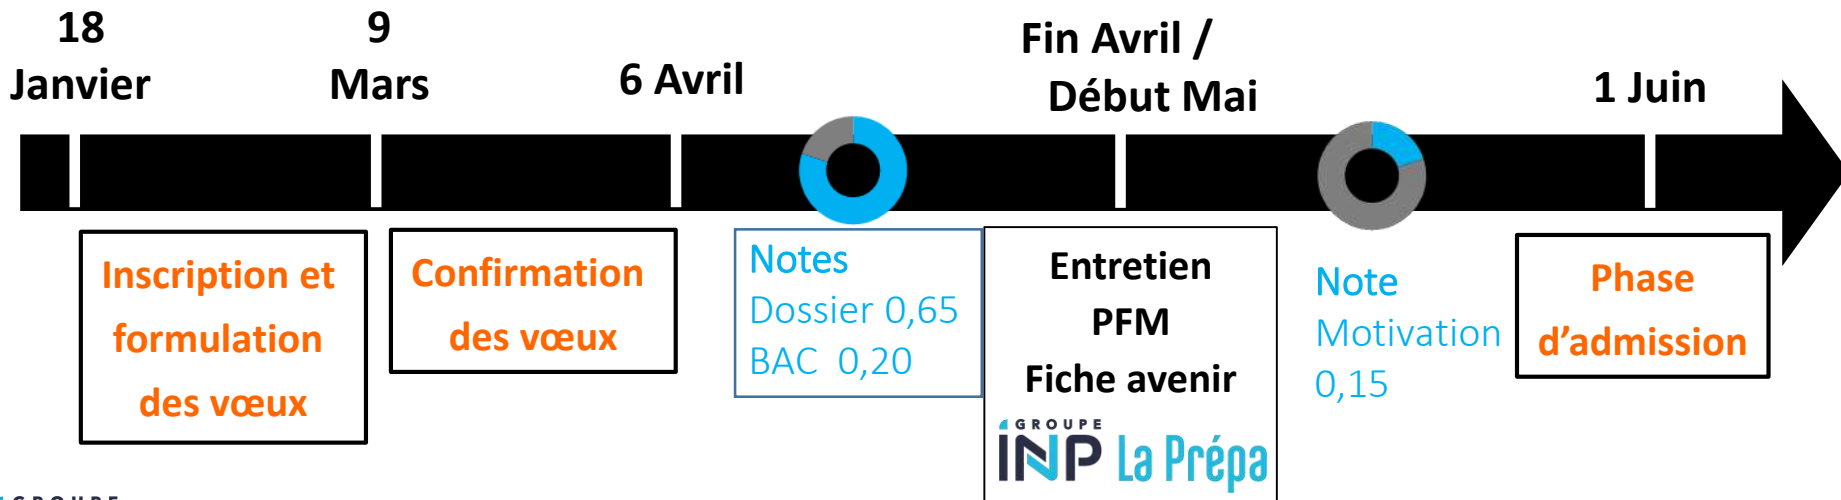 18
Janvier
9
Mars
6 Avril
Fin Avril /
Début Mai
1 Juin
Inscription et
formulation
des vœux
Confirmation
des vœux
Notes
Dossier 0,65
BAC 0,20
Entretien
PFM
Fiche avenir
GROUPE
INP La Prépa
Note
Motivation
0,15
Phase
d'admission
GROUPE